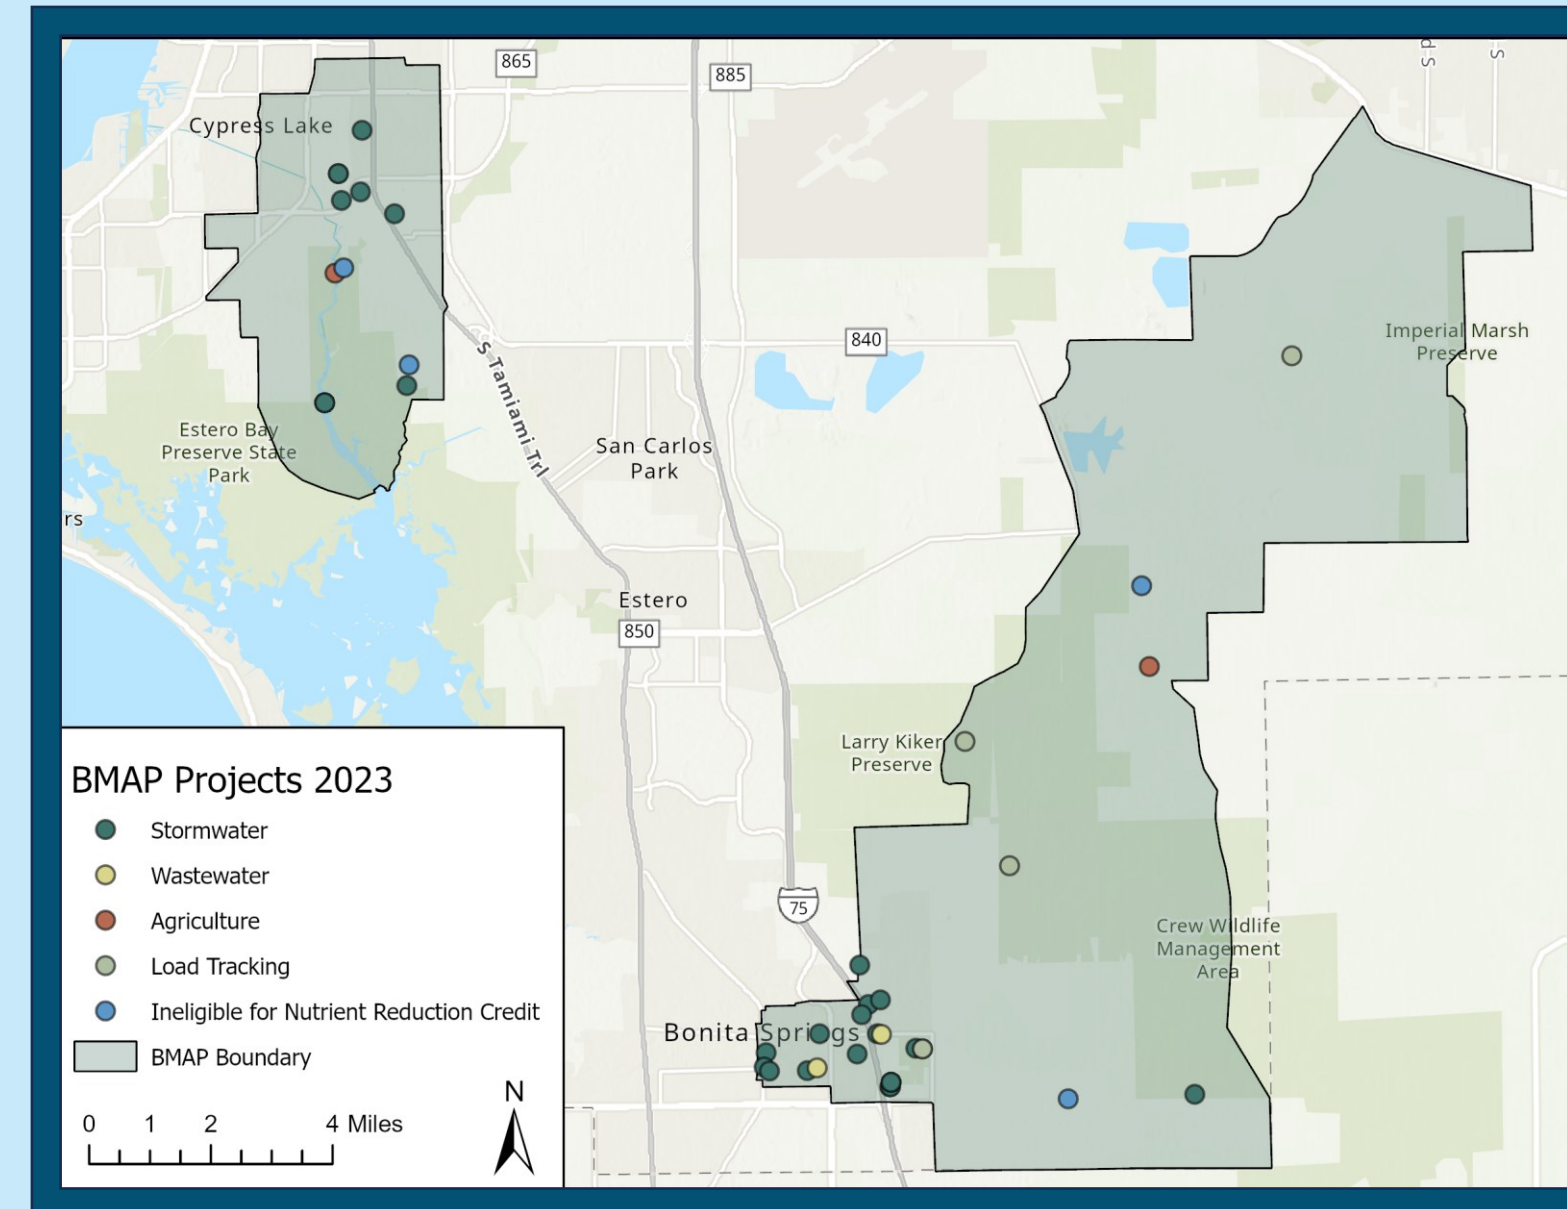 865
885
d S
S
Cypress Lake
840
Imperial Marsh
Preserve
S Tamiami Trl
Estero Bay
Preserve State
Park
San Carlos
Park
rs
Estero
850
Larry Kiker
Preserve
75
Crew Wildlife
Management
Area
Bonita Springs
BMAP Projects 2023
Stormwater
Wastewater
Agriculture
Load Tracking
Ineligible for Nutrient Reduction Credit
BMAP Boundary
N
0 1 2 4 Miles